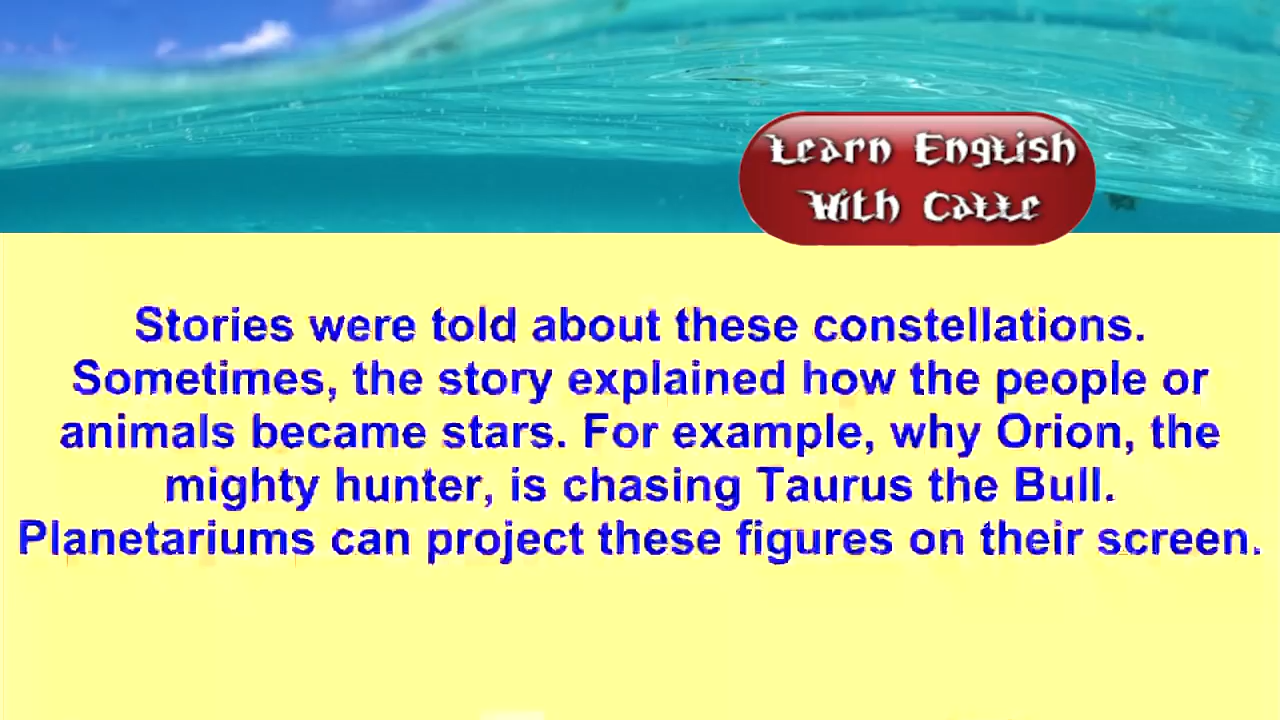 Learn English
With Calle
Stories were told about these constellations.
Sometimes, the story explained how the people or
animals became stars. For example, why Orion, the
mighty hunter, is chasing Taurus the Bull.
Planetariums can project these figures on their screen.